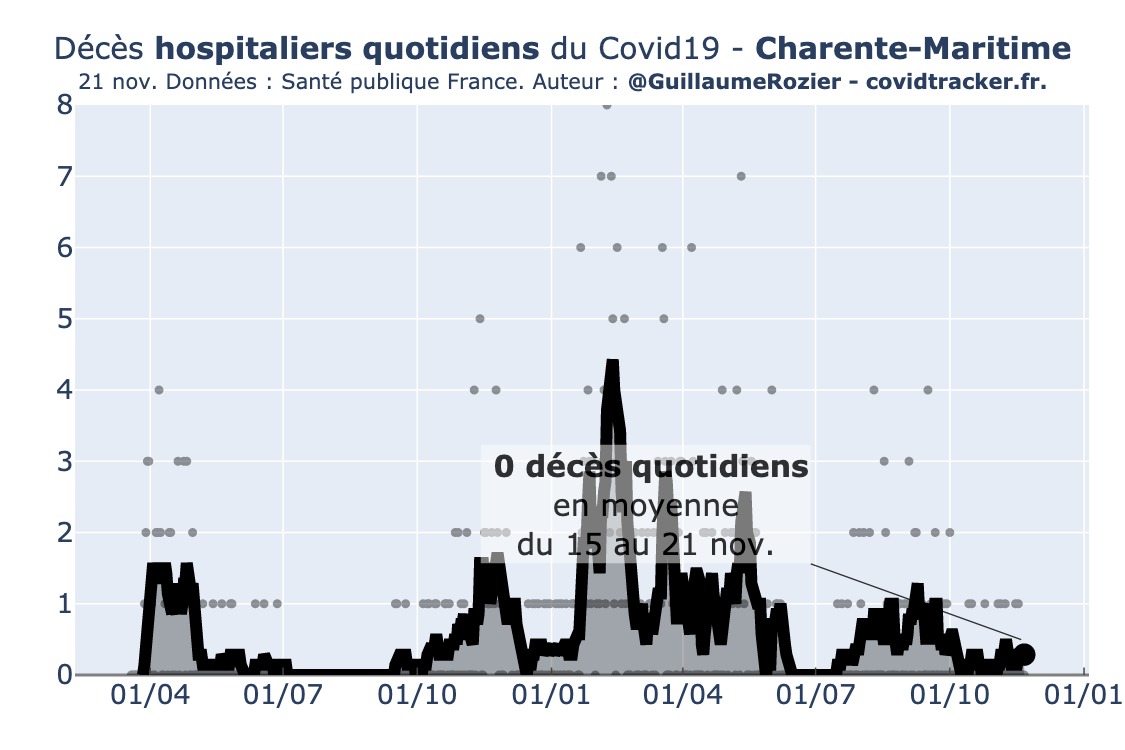 Décès hospitaliers quotidiens du Covid19 - Charente-Maritime
21 nov. Données : Santé publique France. Auteur : @GuillaumeRozier - covidtracker.fr.
8
7
6
5
4
3
2
1
0
0 décès quotidiens
en moyenne
du 15 au 21 nov.
01/04 01/07 01/10 01/01 01/04 01/07 01/10 01/01